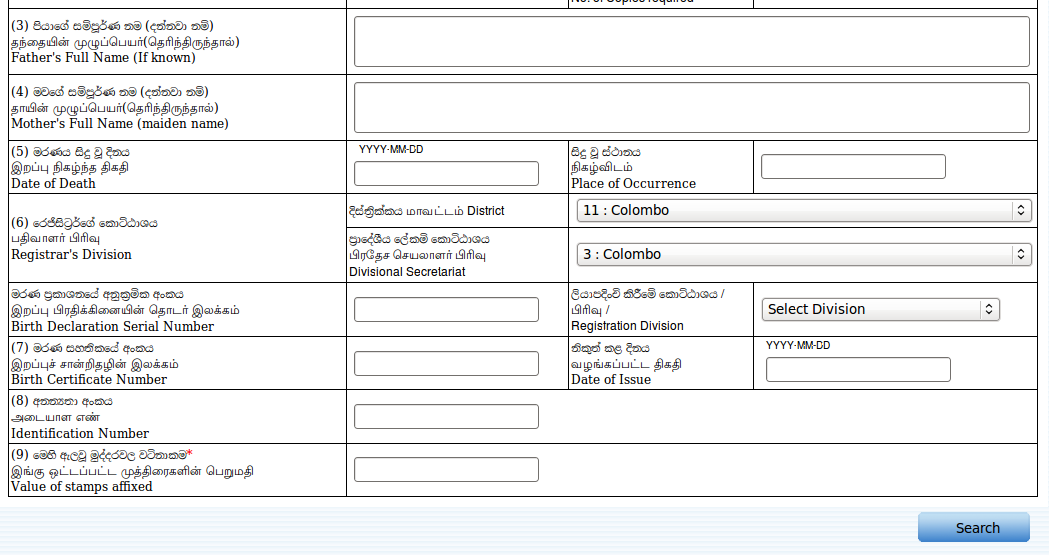 (3) පියාගේ සම්පූර්ණ නම (දන්නවා නම්)
தந்தையின் முழுப்பெயர்(தெரிந்திருந்தால்)
Father's Full Name (If known)
(4) මවගේ සම්පූර්ණ නම (දන්නවා නම්)
தாயின் முழுப்பெயர்(தெரிந்திருந்தால்)
Mother's Full Name (maiden name)
(5) මරණය සිදු වූ දිනය
இறப்பு நிகழ்ந்த திகதி
Date of Death
YYYY-MM-DD
සිදු වූ ස්ථානය
நிகழ்விடம்
Place of Occurrence
(6) රෙජිස්ට්‍රර්ගේ කොට්ඨාශය
பதிவாளர் பிரிவு
Registrar's Division
දිස්ත්‍රික්කය மாவட்டம் District
11 : Colombo
ප්‍රාදේශීය ලේකම් කොට්ඨාශය
பிரதேச செயலாளர் பிரிவு
Divisional Secretariat
3 : Colombo
මරණ ප්‍රකාශනයේ අනුක්‍රමික අංකය
இறப்பு பிரதிக்கினையின் தொடர் இலக்கம்
Birth Declaration Serial Number
ලියාපදිංචි කිරීමේ කොට්ඨාශය /
பிரிவு /
Registration Division
Select Division
(7) මරණ සහතිකයේ අංකය
இறப்புச் சான்றிதழின் இலக்கம்
Birth Certificate Number
නිකුත් කළ දිනය
வழங்கப்பட்ட திகதி
Date of Issue
YYYY-MM-DD
(8) අනන්‍යතා අංකය
அடையாள எண்
Identification Number
(9) මෙහි ඇලවූ මුද්දරවල වටිනාකම*
இங்கு ஒட்டப்பட்ட முத்திரைகளின் பெறுமதி
Value of stamps affixed
Search